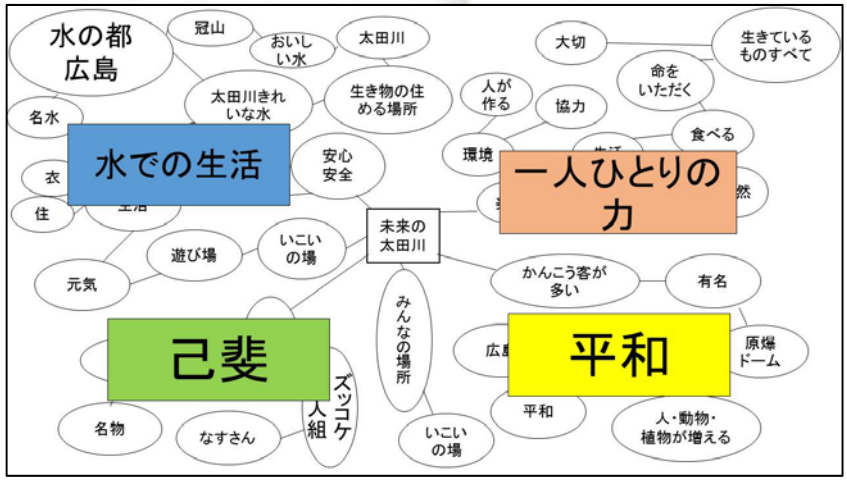 水の都
広島
冠山
おいし
い水
太田川
大切
生きている
ものすべて
太田川きれ
いな水
生き物の住
める場所
人が
作る
協力
命を
いただく
名水
環境
生活
食べる
水での生活
安心
安全
一人ひとりの
力
衣
住
生活
然
未来の
太田川
遊び場
いこい
の場
元気
かんこう客が
多い
有名
みんなの場所
己斐
平和
広島
原爆
ドーム
ズッコケ
人組
名物
なすさん
いこい
の場
平和
人・動物・
植物が増える